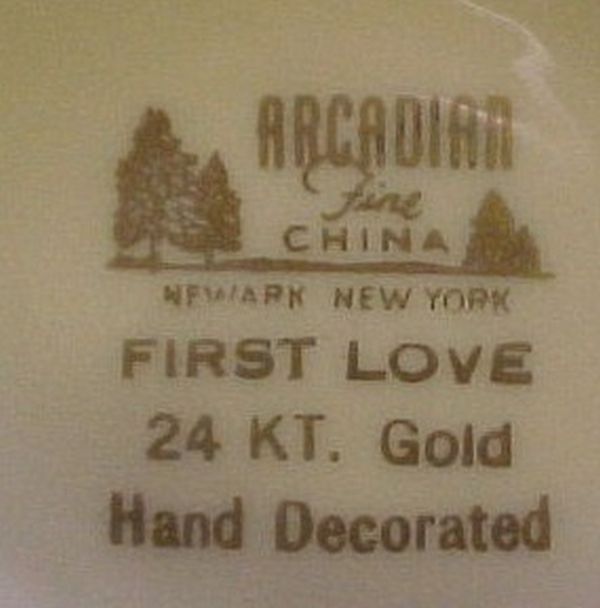 ARCADIAN
Fine
CHINA
NEWARK NEW YORK
FIRST LOVE
24 KT. Gold
Hand Decorated